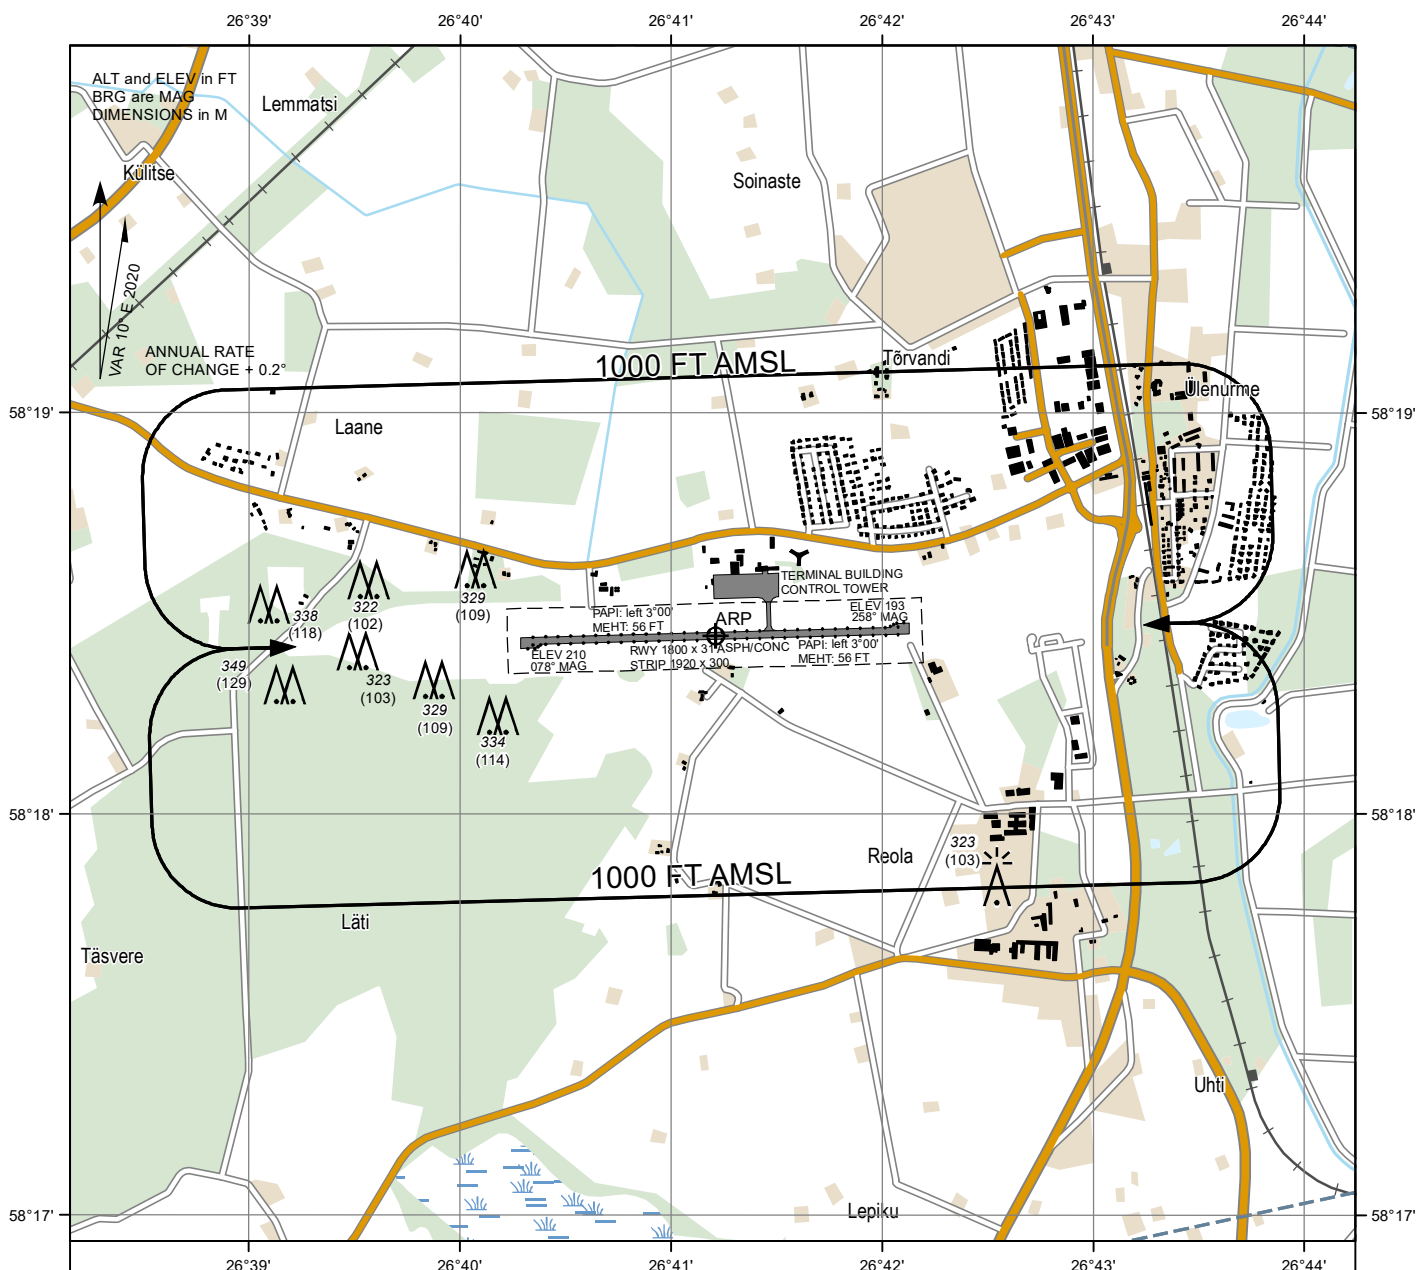 26°39'
26°40'
26°41'
26°42'
26°43'
26°44'
ALT and ELEV in FT
BRG are MAG
DIMENSIONS in M
Lemmatsi
Külitse
Soinaste
VAR 10° E 2020
ANNUAL RATE
OF CHANGE + 0.2°
1000 FT AMSL
Tõrvandi
Ülenurme
58°19'
58°19'
Laane
TERMINAL BUILDING
CONTROL TOWER
338
(118)
322
(102)
329
(109)
PAPI: left 3°00'
MEHT: 56 FT
ARP
ELEV 193
258° MAG
ELEV 210
078° MAG
RWY 1800 x 31 ASPH/CONC
STRIP 1920 x 300
PAPI: left 3°00'
MEHT: 56 FT
349
(129)
323
(103)
329
(109)
334
(114)
58°18'
58°18'
323
(103)
Reola
1000 FT AMSL
Läti
Täsvere
Uhti
Lepiku
58°17'
58°17'
26°39'
26°40'
26°41'
26°42'
26°43'
26°44'